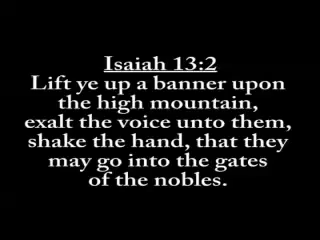 Isaiah 13:2
Lift ye up a banner upon
the high mountain,
exalt the voice unto them,
shake the hand, that they
may go into the gates
of the nobles.